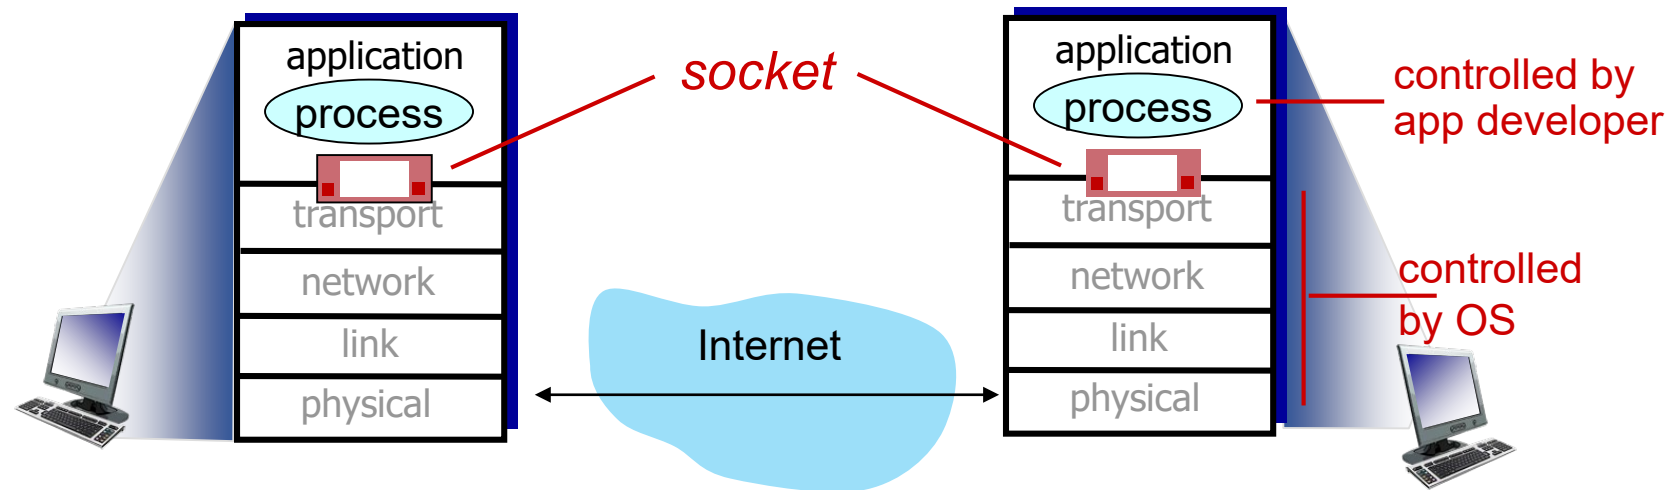 application
process
transport
network
link
physical
socket
Internet
application
process
transport
network
link
physical
controlled by
app developer
controlled
by OS